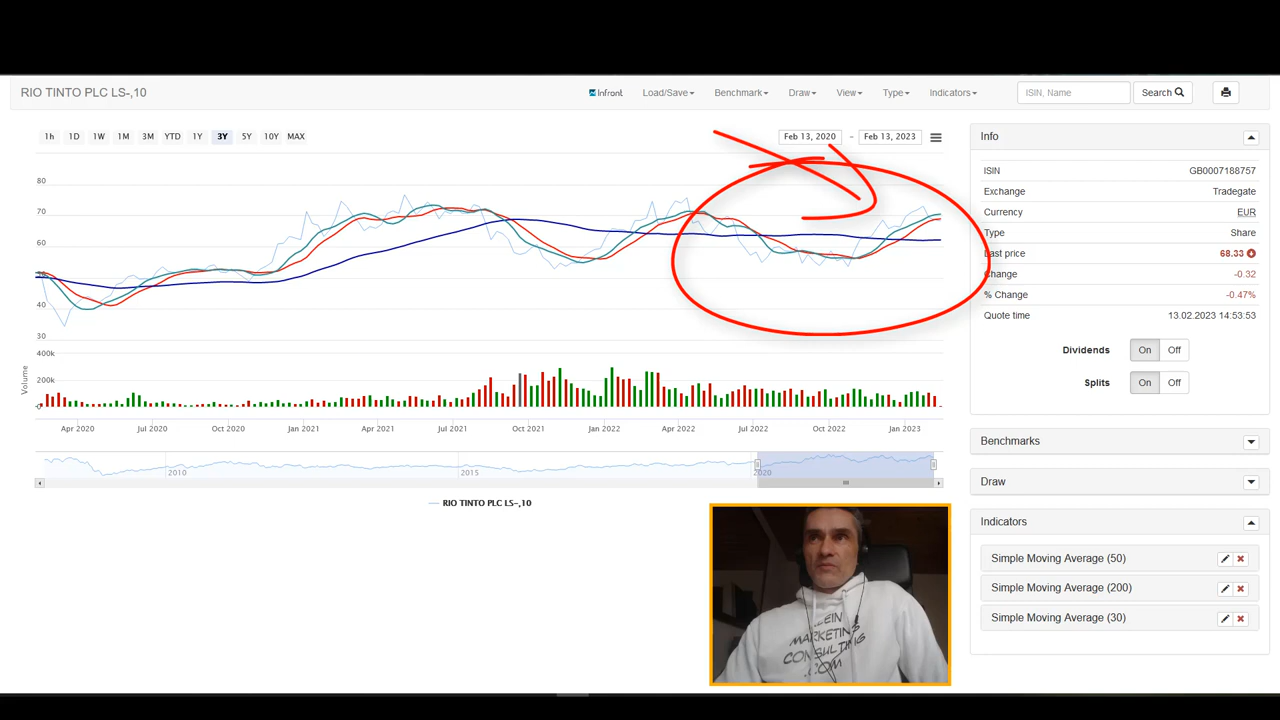 RIO TINTO PLC LS-,10
Infront
Load/Save
Benchmark
Draw
View
Type
Indicators
ISIN, Name
Search
1h 1D 1W 1M 3M YTD 1Y 3Y 5Y 10Y MAX
Feb 13, 2020 - Feb 13, 2023
80
70
60
40
30
400k
200k
0
Volume
Apr 2020 Jul 2020 Oct 2020 Jan 2021 Apr 2021 Jul 2021 Oct 2021 Jan 2022 Apr 2022 Jul 2022 Oct 2022 Jan 2023
2010 2015 2020
RIO TINTO PLC LS-,10
Info
ISIN GB0007188757
Exchange Tradegate
Currency EUR
Type Share
Last price 68.33
Change -0.32
% Change -0.47%
Quote time 13.02.2023 14:53:53
Dividends On Off
Splits On Off
Benchmarks
Draw
Indicators
Simple Moving Average (50)
Simple Moving Average (200)
Simple Moving Average (30)
MARKETING